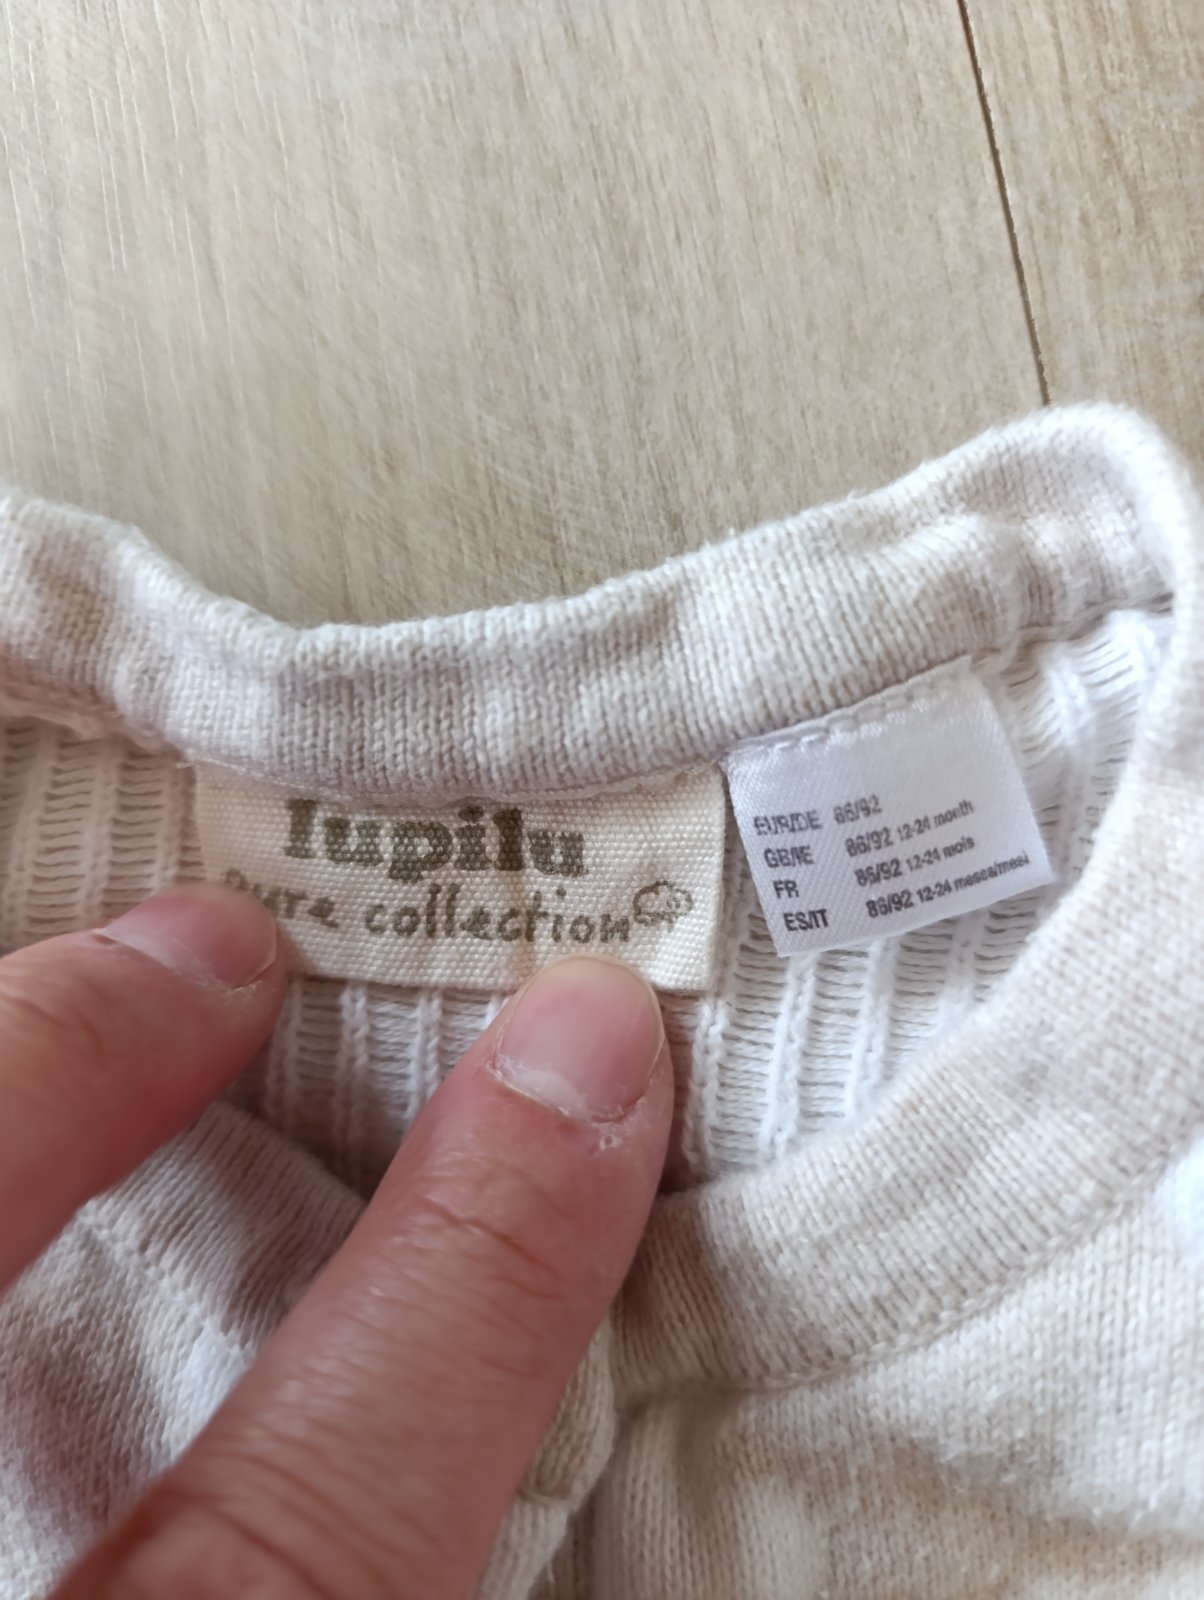 lupilu
pure collection
EUR/DE 86/92
GB/IE 86/92 12-24 month
FR 86/92 12-24 mois
ES/IT 86/92 12-24 meses/mesi